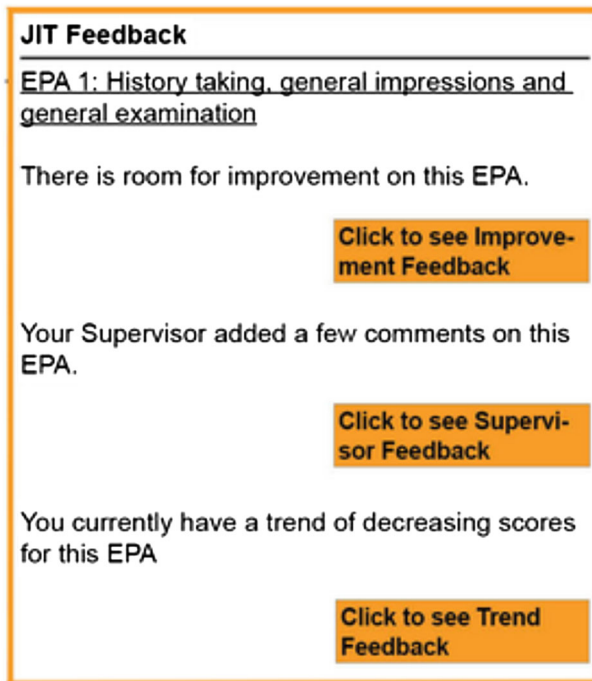 JIT Feedback
EPA 1: History taking, general impressions and
general examination
There is room for improvement on this EPA.
Click to see Improve-
ment Feedback
Your Supervisor added a few comments on this
EPA.
Click to see Supervi-
sor Feedback
You currently have a trend of decreasing scores
for this EPA
Click to see Trend
Feedback